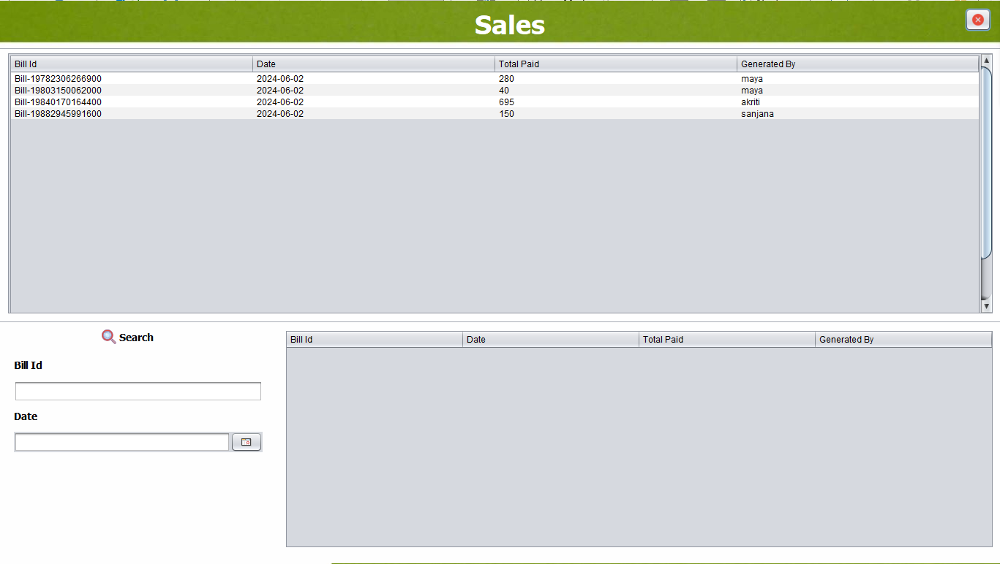 Sales
Bill Id Date Total Paid Generated By
Bill-19782306266900 2024-06-02 280 maya
Bill-19803150062000 2024-06-02 40 maya
Bill-19840170164400 2024-06-02 695 akriti
Bill-19882945991600 2024-06-02 150 sanjana
Search
Bill Id
Date
Bill Id Date Total Paid Generated By